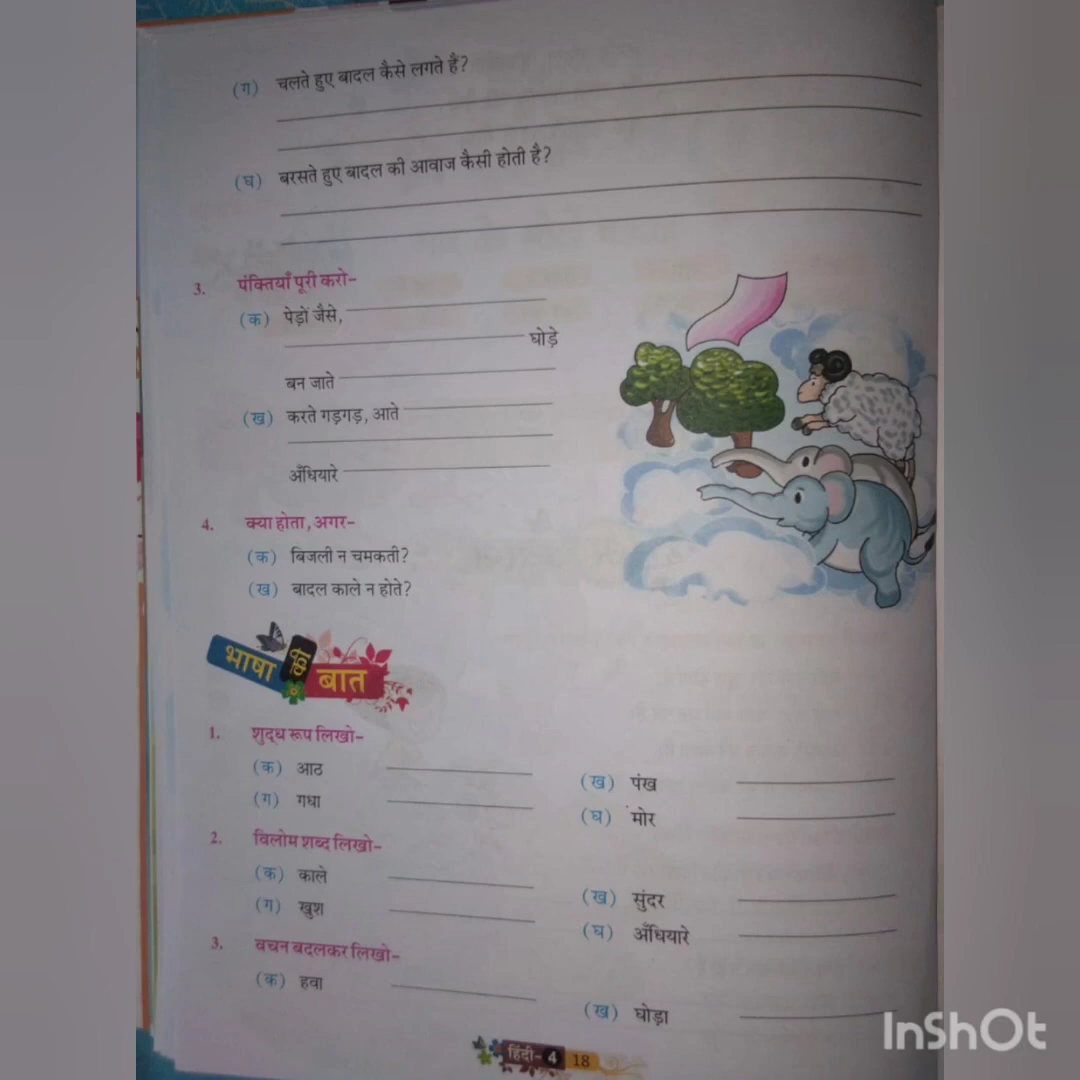 (ग) चलते हुए बादल कैसे लगते हैं?
(घ) बरसते हुए बादल की आवाज कैसी होती है?
3. पंक्तियाँ पूरी करो-
(क) पेड़ों जैसे,
घोड़े
बन जाते
(ख) करते गड़गड़, आते
अँधियारे
4. क्या होता, अगर-
(क) बिजली न चमकती?
(ख) बादल काले न होते?
भाषा की बात
1. शुद्ध रूप लिखो-
(क) आठ (ख) पंख
(ग) गधा (घ) मोर
2. विलोम शब्द लिखो-
(क) काले (ख) सुंदर
(ग) खुश (घ) अँधियारे
3. वचन बदलकर लिखो-
(क) हवा (ख) घोड़ा
हिंदी-4 18
InShOt